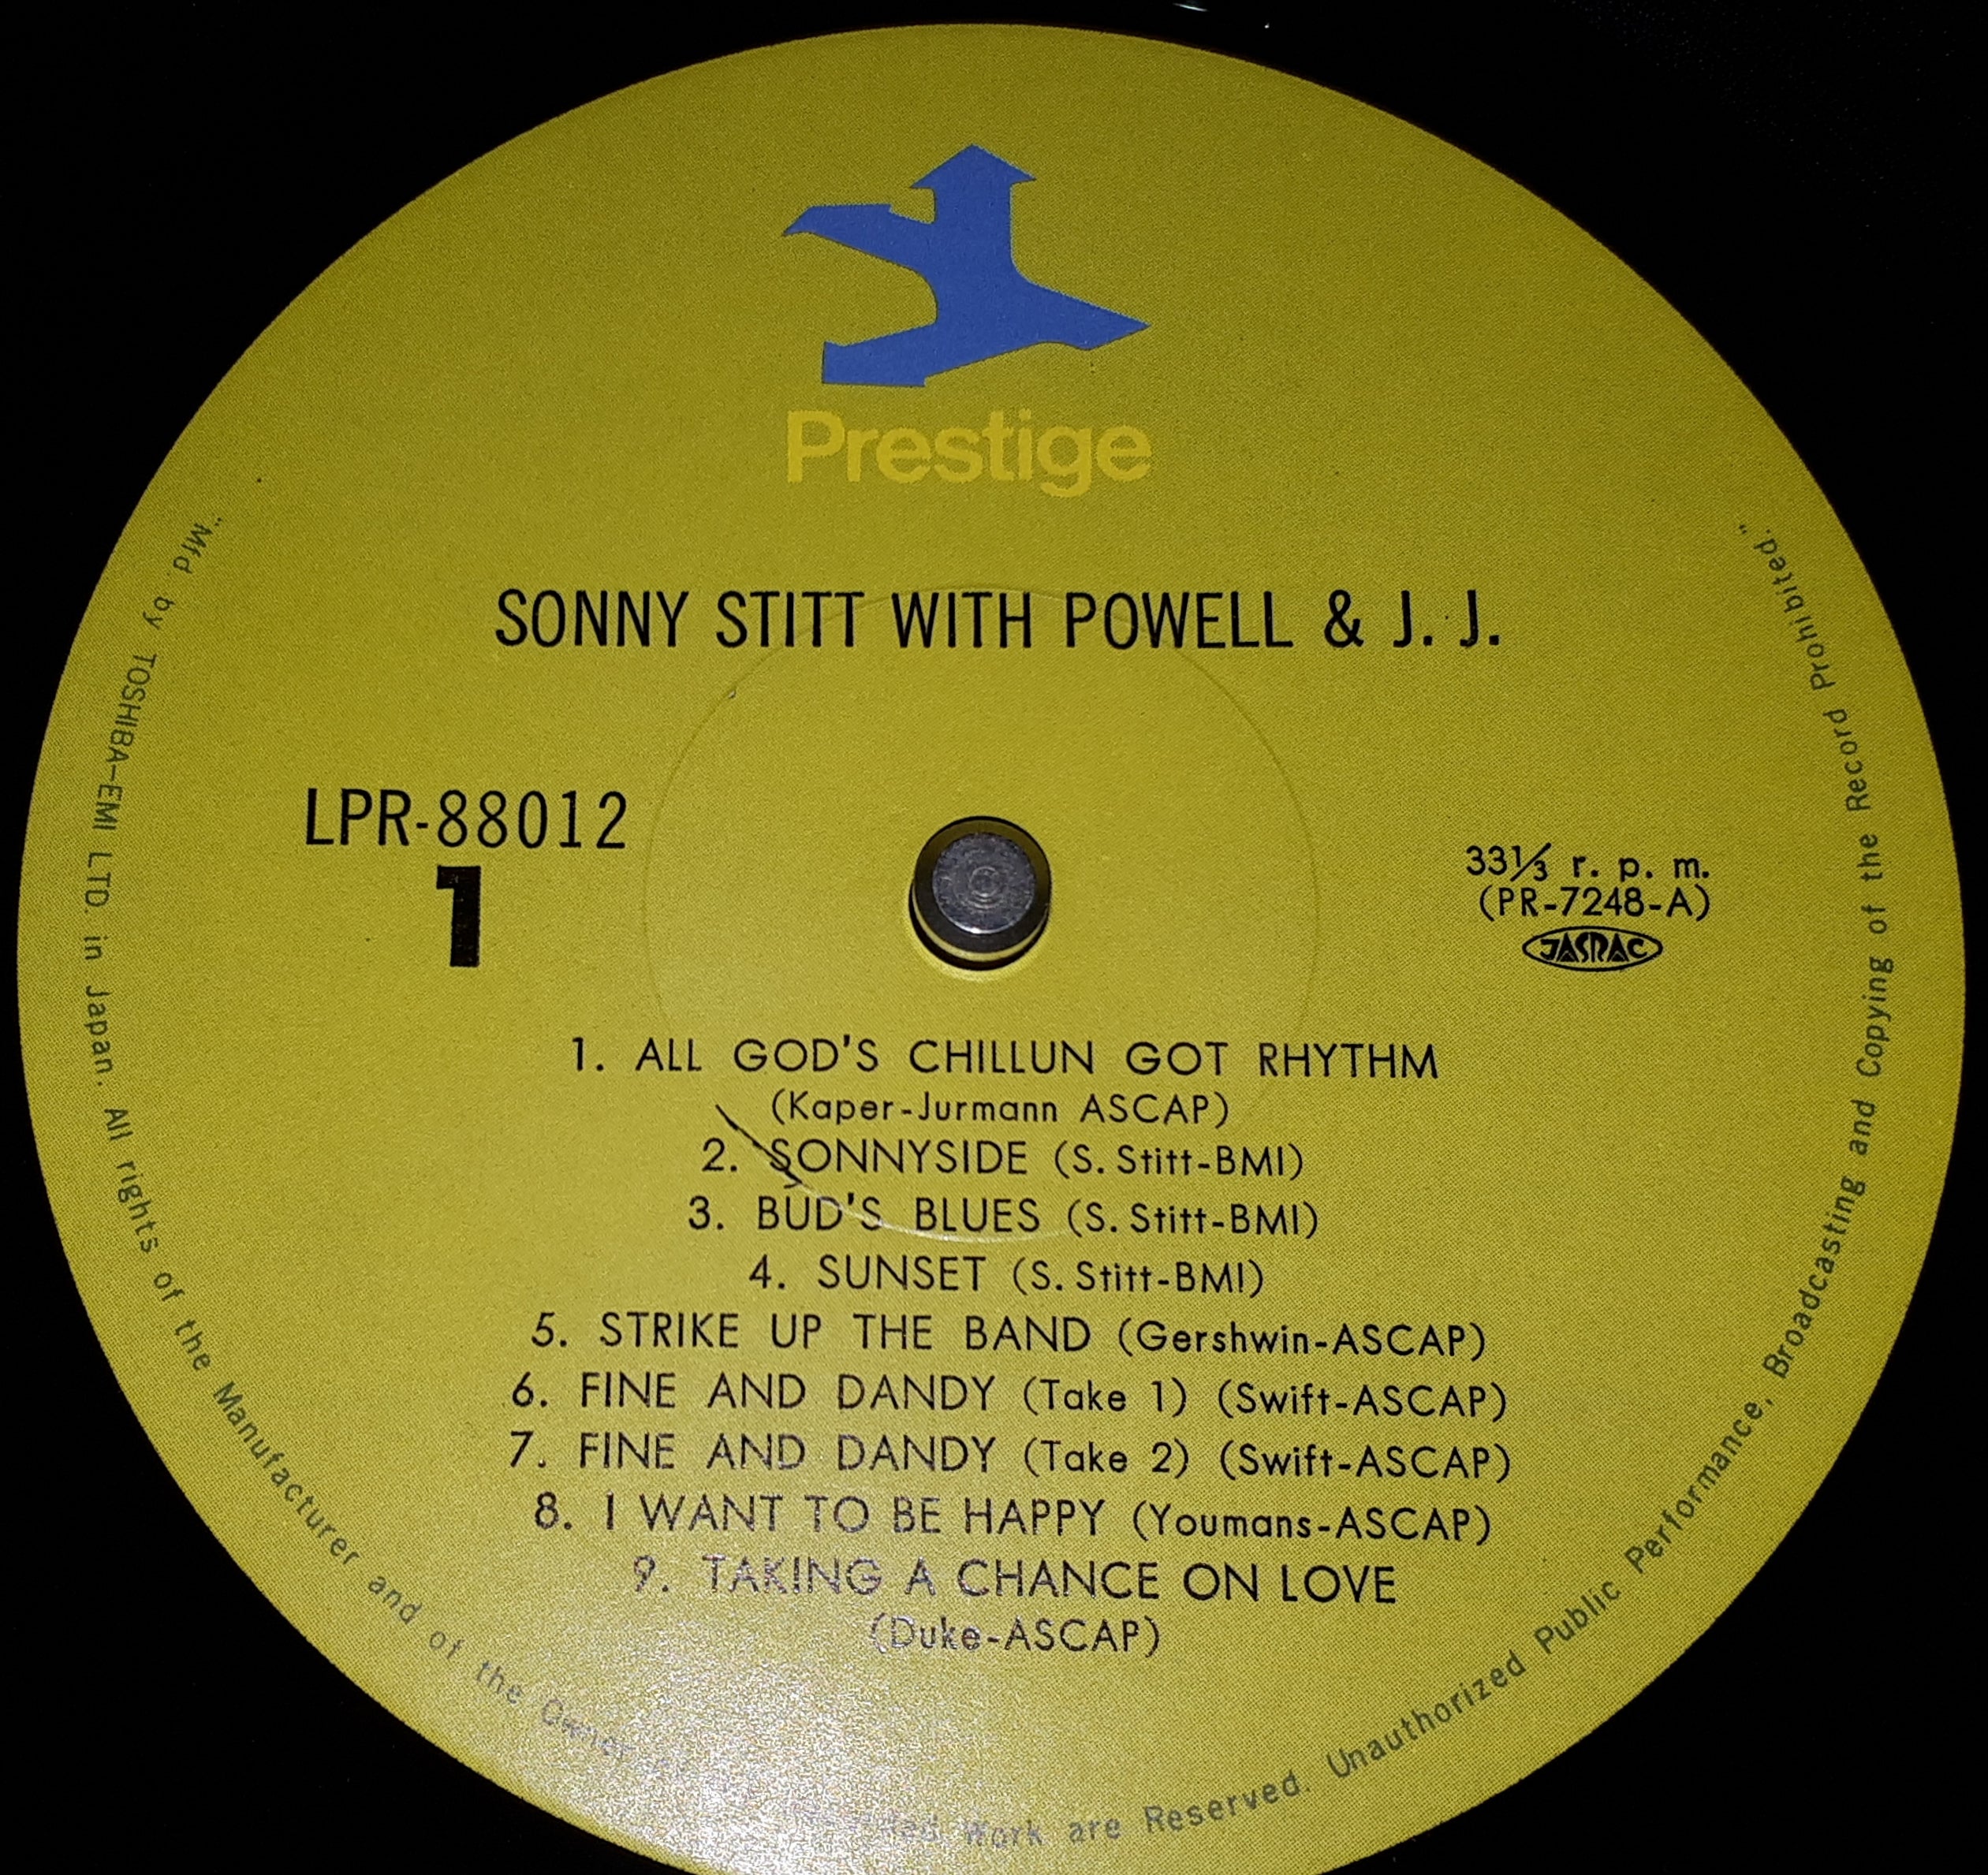 Prestige
SONNY STITT WITH POWELL & J. J.
LPR-88012
1
33⅓ r. p. m.
(PR-7248-A)
JASRAC
1. ALL GOD'S CHILLUN GOT RHYTHM
(Kaper-Jurmann ASCAP)
2. SONNYSIDE (S. Stitt-BMI)
3. BUD'S BLUES (S. Stitt-BMI)
4. SUNSET (S. Stitt-BMI)
5. STRIKE UP THE BAND (Gershwin-ASCAP)
6. FINE AND DANDY (Take 1) (Swift-ASCAP)
7. FINE AND DANDY (Take 2) (Swift-ASCAP)
8. I WANT TO BE HAPPY (Youmans-ASCAP)
9. TAKING A CHANCE ON LOVE
(Duke-ASCAP)
"Mfd. by TOSHIBA-EMI LTD. in Japan. All rights of the Manufacturer and of the Owner Work are Reserved. Unauthorized Public Performance, Broadcasting and Copying of the Record Prohibited."